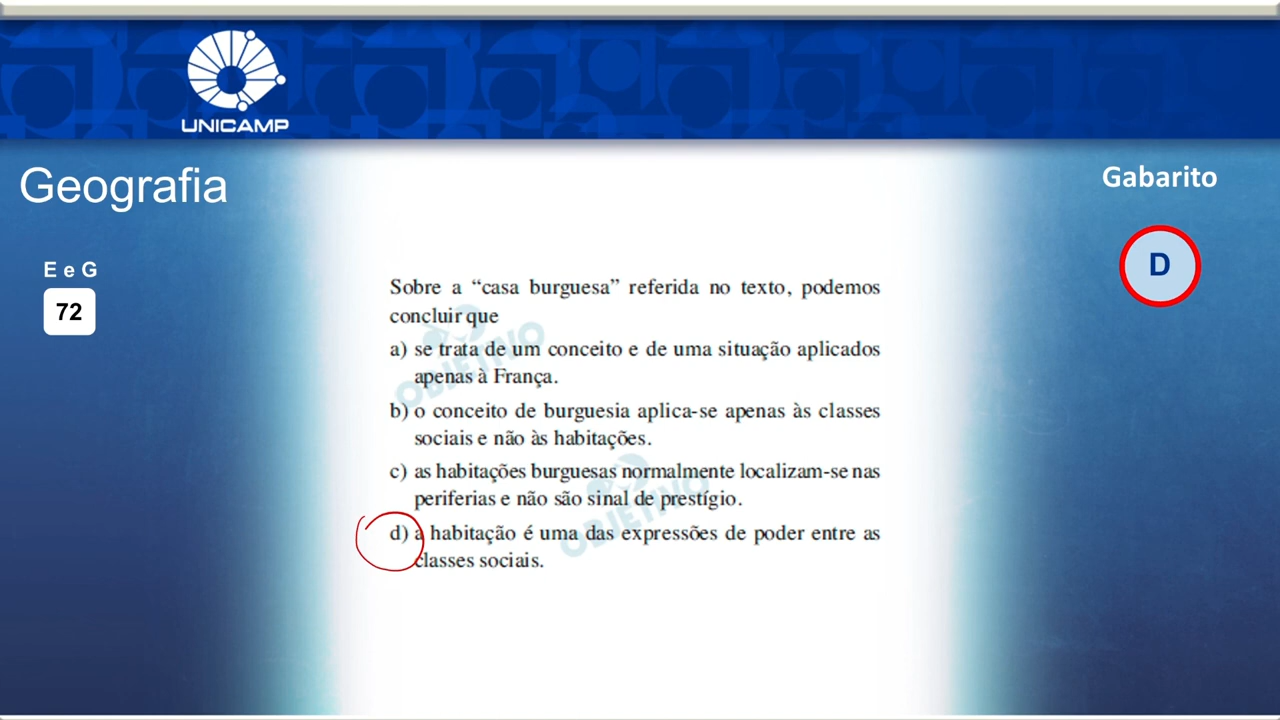 UNICAMP
Geografia
Gabarito
D
E e G
72
Sobre a “casa burguesa” referida no texto, podemos
concluir que
a) se trata de um conceito e de uma situação aplicados
apenas à França.
b) o conceito de burguesia aplica-se apenas às classes
sociais e não às habitações.
c) as habitações burguesas normalmente localizam-se nas
periferias e não são sinal de prestígio.
d) a habitação é uma das expressões de poder entre as
classes sociais.
OBJETIVO
OBJETIVO